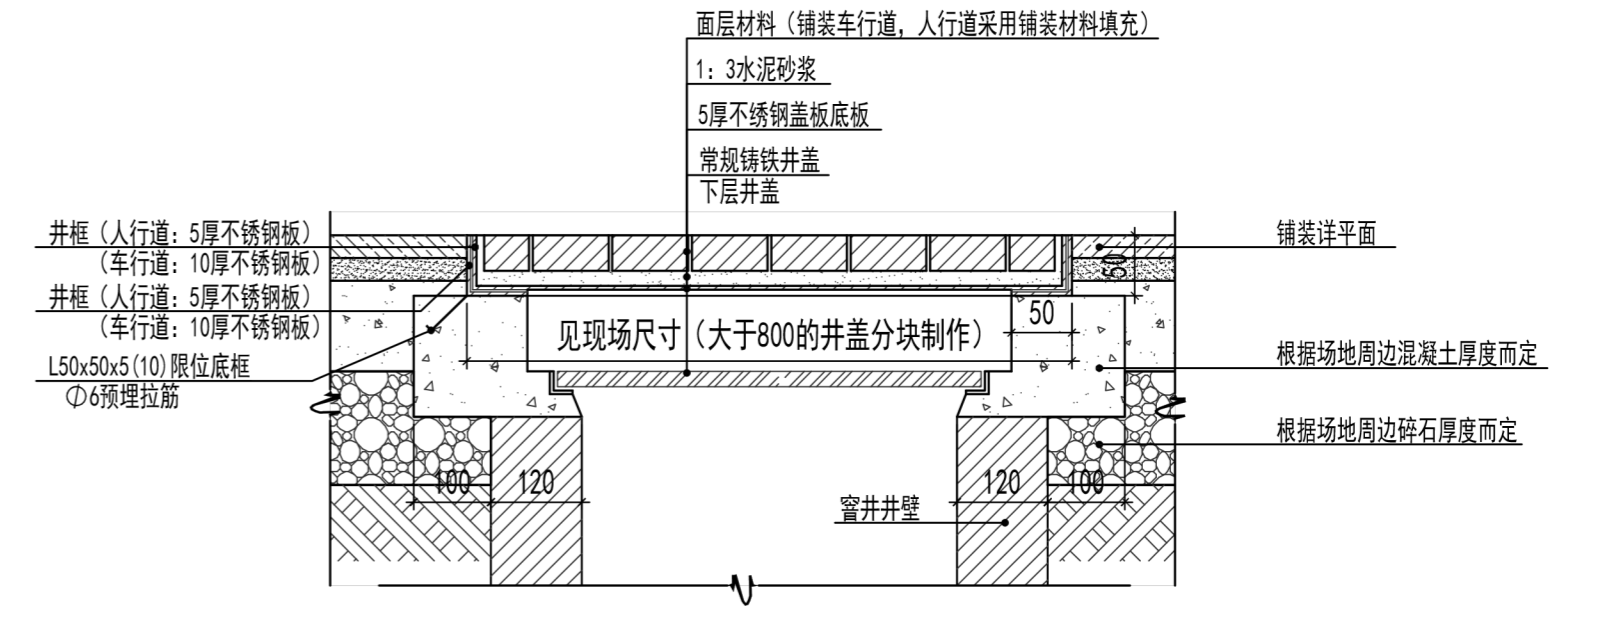 面层材料（铺装车行道，人行道采用铺装材料填充）
1：3水泥砂浆
5厚不绣钢盖板底板
常规铸铁井盖
下层井盖
井框（人行道：5厚不锈钢板）
（车行道：10厚不锈钢板）
井框（人行道：5厚不锈钢板）
（车行道：10厚不锈钢板）
L50x50x5(10)限位底框
Φ6预埋拉筋
铺装详平面
50
50
见现场尺寸（大于800的井盖分块制作）
根据场地周边混凝土厚度而定
根据场地周边碎石厚度而定
100
120
120
100
窨井井壁